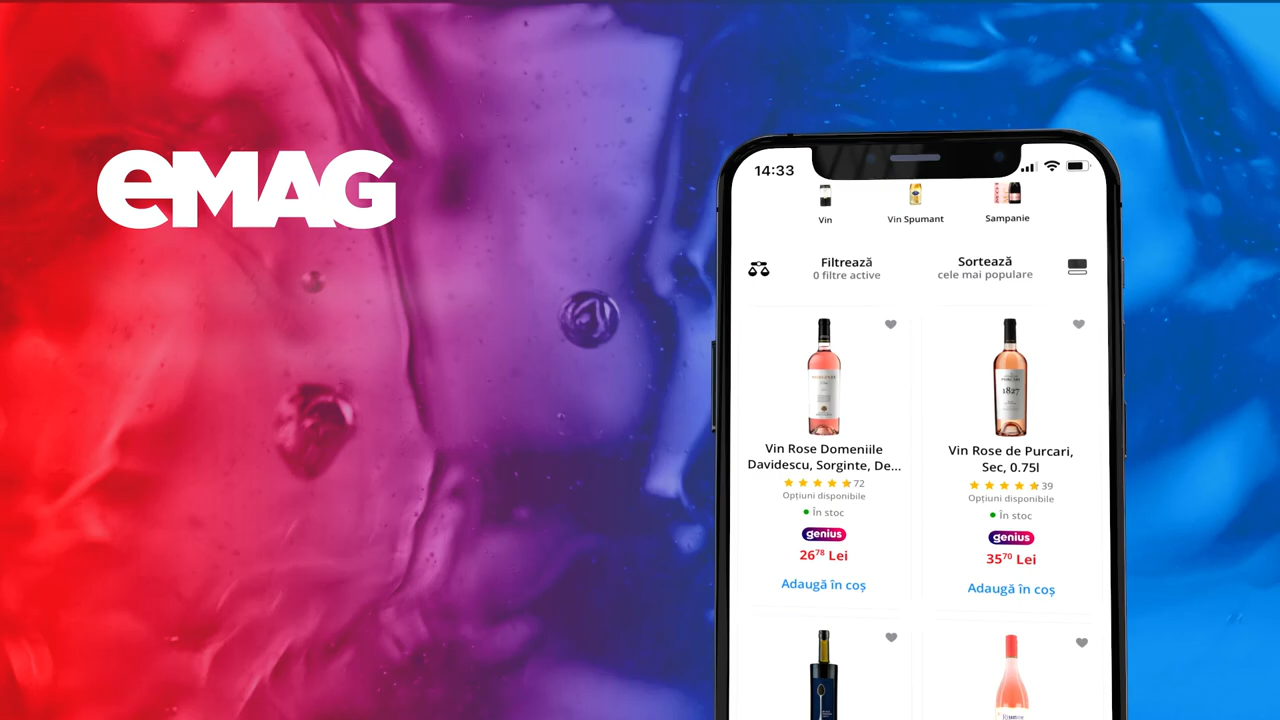 eMAG
14:33
Vin
Vin Spumant
Sampanie
Filtrează
0 filtre active
Sortează
cele mai populare
PURCARI
1827
Vin Rose Domeniile
Davidescu, Sorginte, De...
72
Opțiuni disponibile
În stoc
genius
26⁷⁸ Lei
Adaugă în coș
Vin Rose de Purcari,
Sec, 0.75l
39
Opțiuni disponibile
În stoc
genius
35⁷⁰ Lei
Adaugă în coș